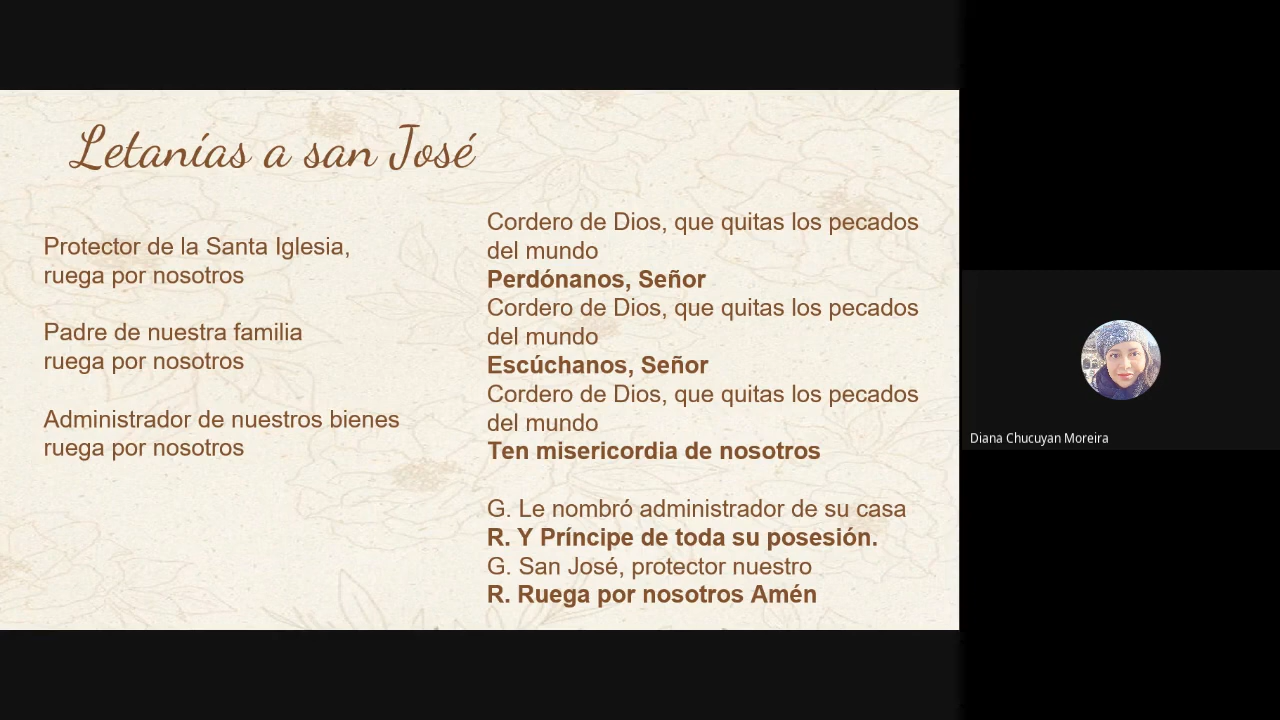 Letanías a san José
Protector de la Santa Iglesia,
ruega por nosotros
Padre de nuestra familia
ruega por nosotros
Administrador de nuestros bienes
ruega por nosotros
Cordero de Dios, que quitas los pecados
del mundo
Perdónanos, Señor
Cordero de Dios, que quitas los pecados
del mundo
Escúchanos, Señor
Cordero de Dios, que quitas los pecados
del mundo
Ten misericordia de nosotros
G. Le nombró administrador de su casa
R. Y Príncipe de toda su posesión.
G. San José, protector nuestro
R. Ruega por nosotros Amén
Diana Chucuyan Moreira